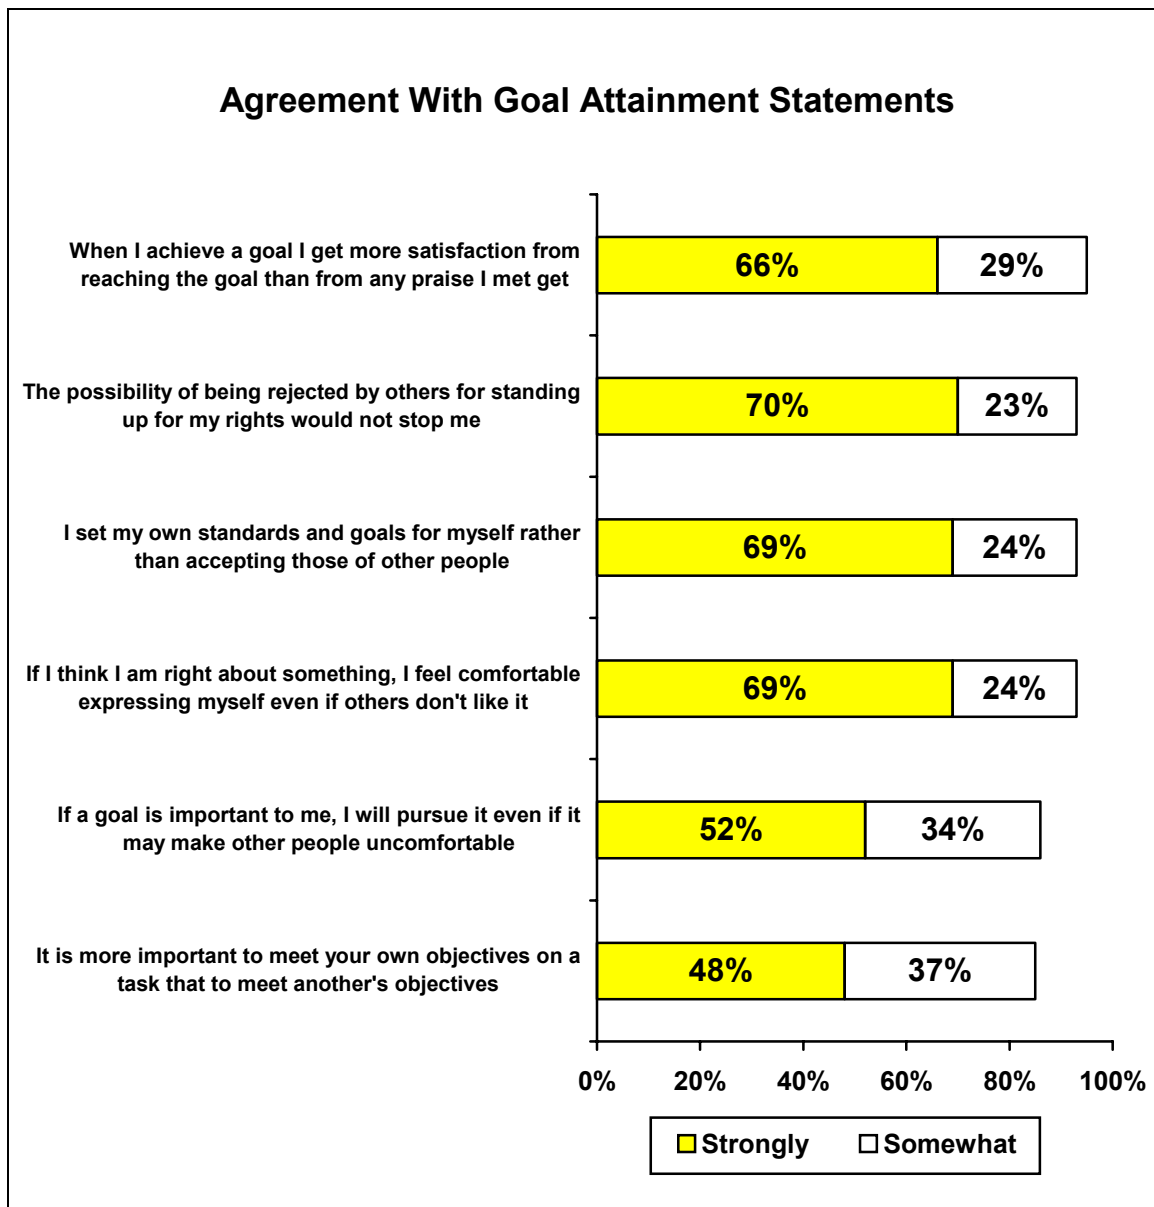 Agreement With Goal Attainment Statements
When I achieve a goal I get more satisfaction from
reaching the goal than from any praise I met get
66%
29%
The possibility of being rejected by others for standing
up for my rights would not stop me
70%
23%
I set my own standards and goals for myself rather
than accepting those of other people
69%
24%
If I think I am right about something, I feel comfortable
expressing myself even if others don't like it
69%
24%
If a goal is important to me, I will pursue it even if it
may make other people uncomfortable
52%
34%
It is more important to meet your own objectives on a
task that to meet another's objectives
48%
37%
0% 20% 40% 60% 80% 100%
Strongly Somewhat